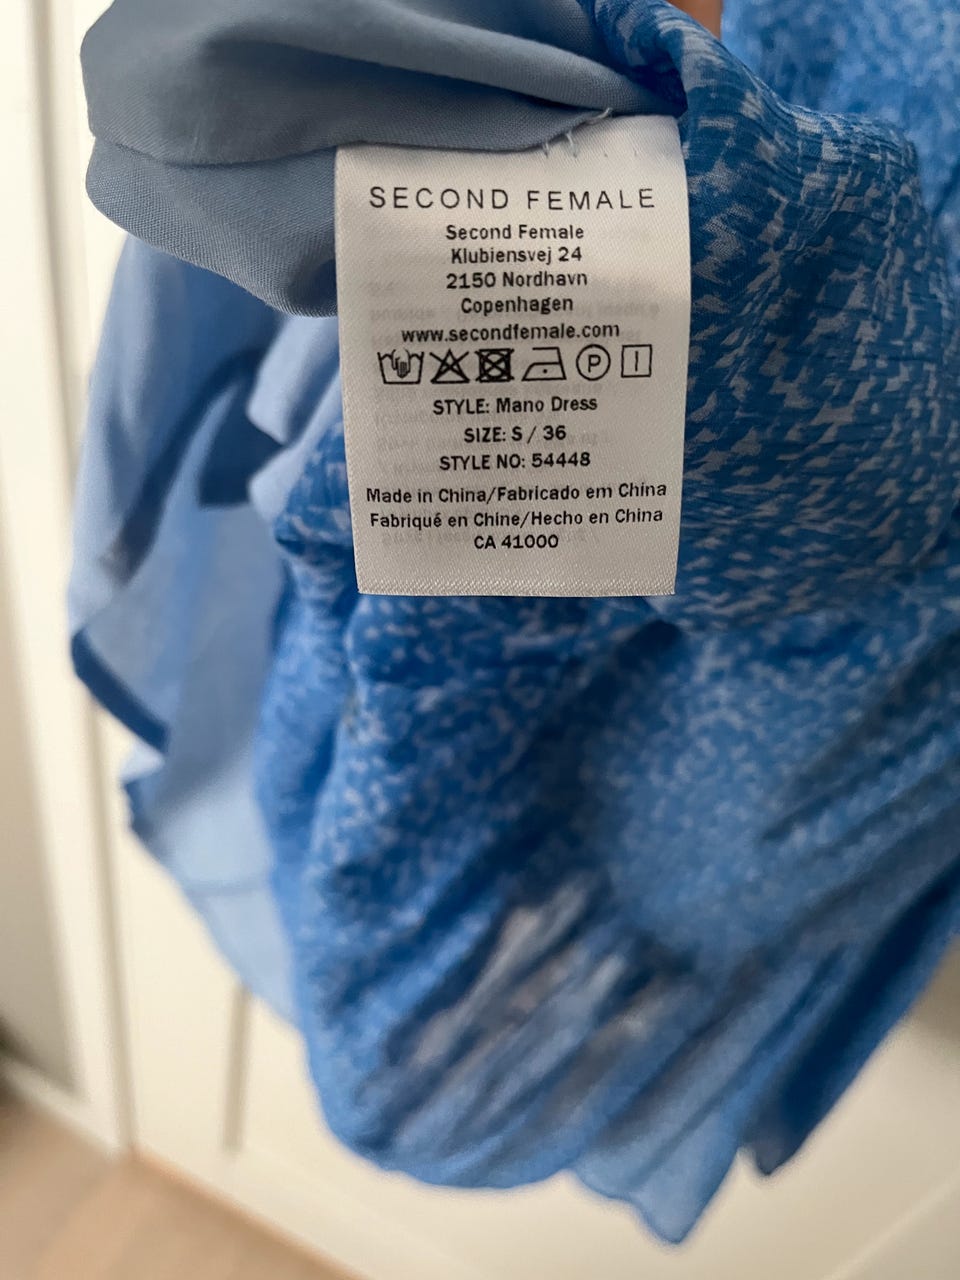 SECOND FEMALE
Second Female
Klubiensvej 24
2150 Nordhavn
Copenhagen
www.secondfemale.com
P
STYLE: Mano Dress
SIZE: S / 36
STYLE NO: 54448
Made in China/Fabricado em China
Fabriqué en Chine/Hecho en China
CA 41000